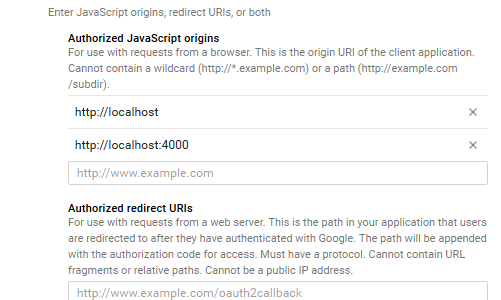 Enter JavaScript origins, redirect URIs, or both
Authorized JavaScript origins
For use with requests from a browser. This is the origin URI of the client application.
Cannot contain a wildcard (http://*.example.com) or a path (http://example.com
/subdir).
http://localhost
http://localhost:4000
http://www.example.com
Authorized redirect URIs
For use with requests from a web server. This is the path in your application that users
are redirected to after they have authenticated with Google. The path will be appended
with the authorization code for access. Must have a protocol. Cannot contain URL
fragments or relative paths. Cannot be a public IP address.
http://www.example.com/oauth2callback